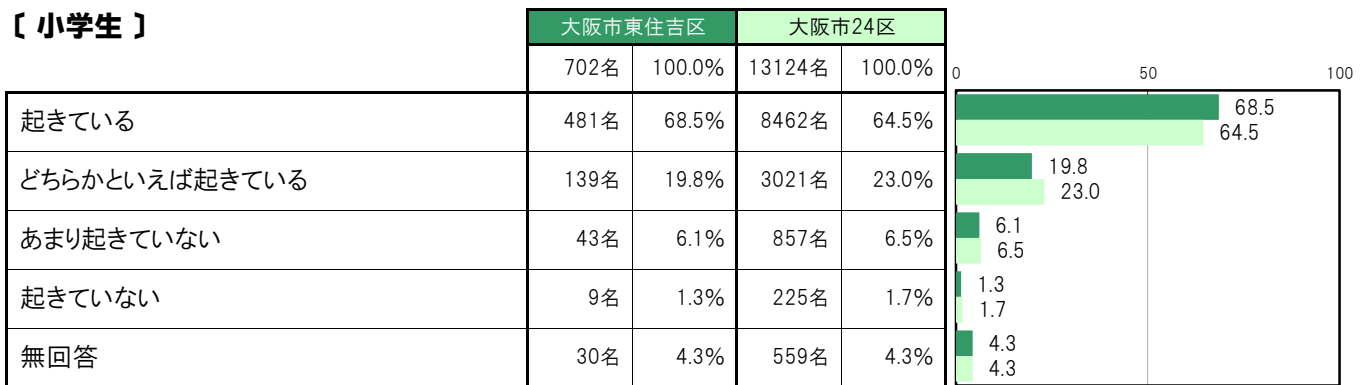 〔 小学生 〕
大阪市東住吉区 大阪市24区
702名 100.0% 13124名 100.0%
0 50 100
起きている 481名 68.5% 8462名 64.5%
68.5
64.5
どちらかといえば起きている 139名 19.8% 3021名 23.0%
19.8
23.0
あまり起きていない 43名 6.1% 857名 6.5%
6.1
6.5
起きていない 9名 1.3% 225名 1.7%
1.3
1.7
無回答 30名 4.3% 559名 4.3%
4.3
4.3